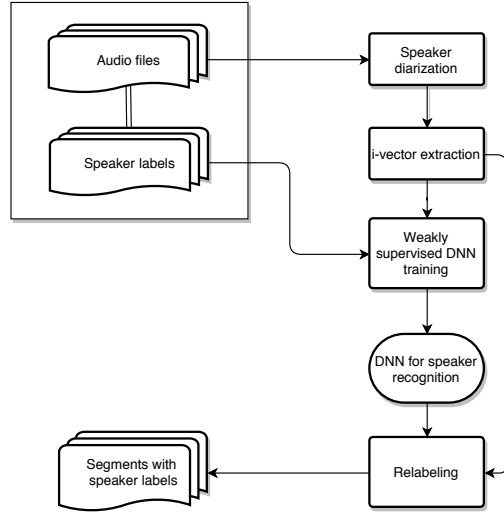 Audio files
Speaker
diarization
Speaker labels
i-vector extraction
Weakly
supervised DNN
training
DNN for speaker
recognition
Segments with
speaker labels
Relabeling